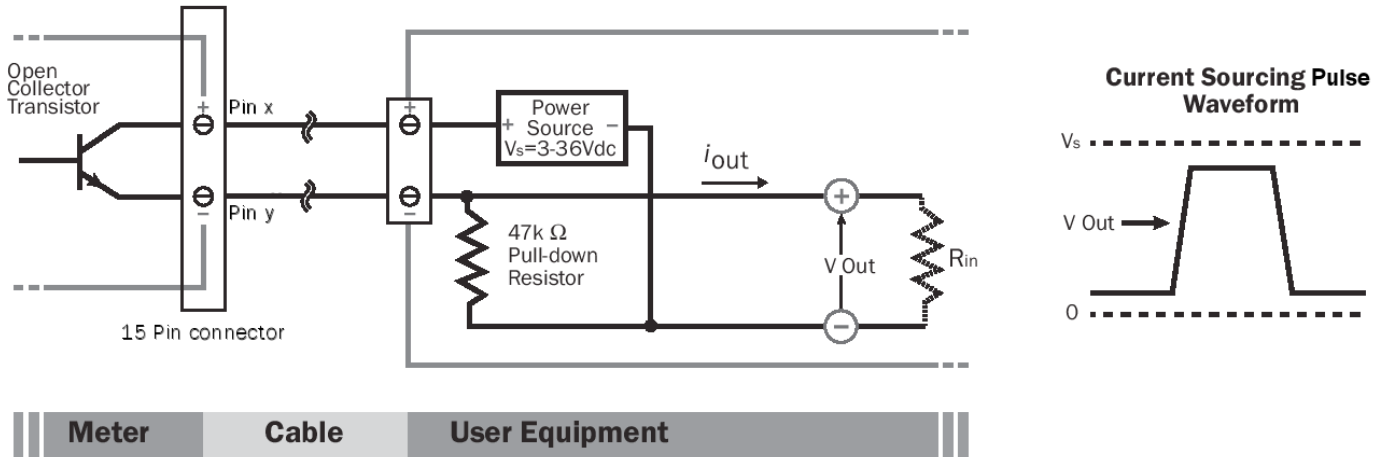 Open
Collector
Transistor
+
Pin x
−
Pin y
15 Pin connector
+
−
Power
+ Source −
Vs=3-36Vdc
iout
47k Ω
Pull-down
Resistor
+
V Out
−
Rin
Current Sourcing Pulse
Waveform
Vs
V Out
0
Meter
Cable
User Equipment